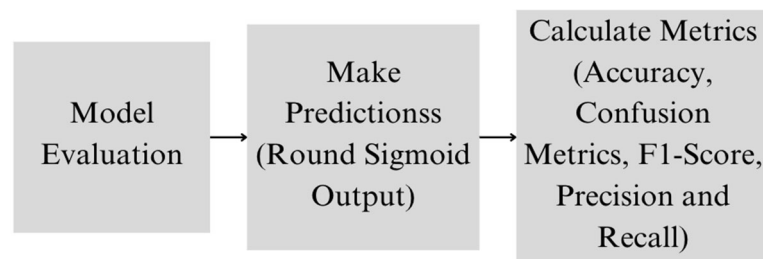 Model
Evaluation
Make
Predictionss
(Round Sigmoid
Output)
Calculate Metrics
(Accuracy,
Confusion
Metrics, F1-Score,
Precision and
Recall)